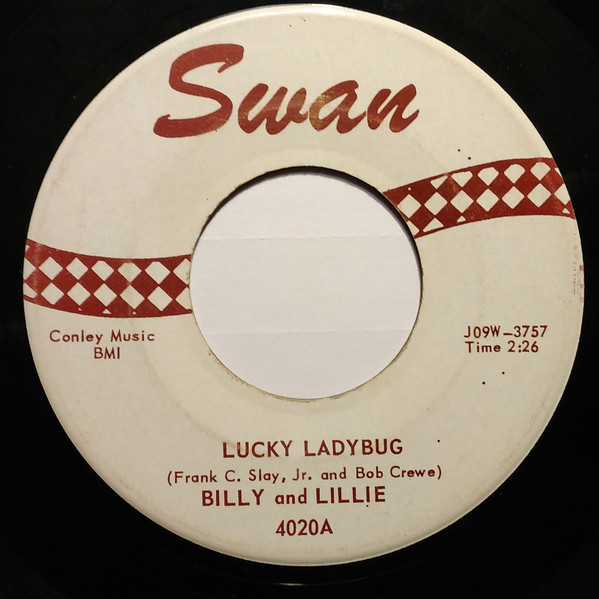 Swan
Conley Music
BMI
J09W-3757
Time 2:26
LUCKY LADYBUG
(Frank C. Slay, Jr. and Bob Crewe)
BILLY and LILLIE
4020A